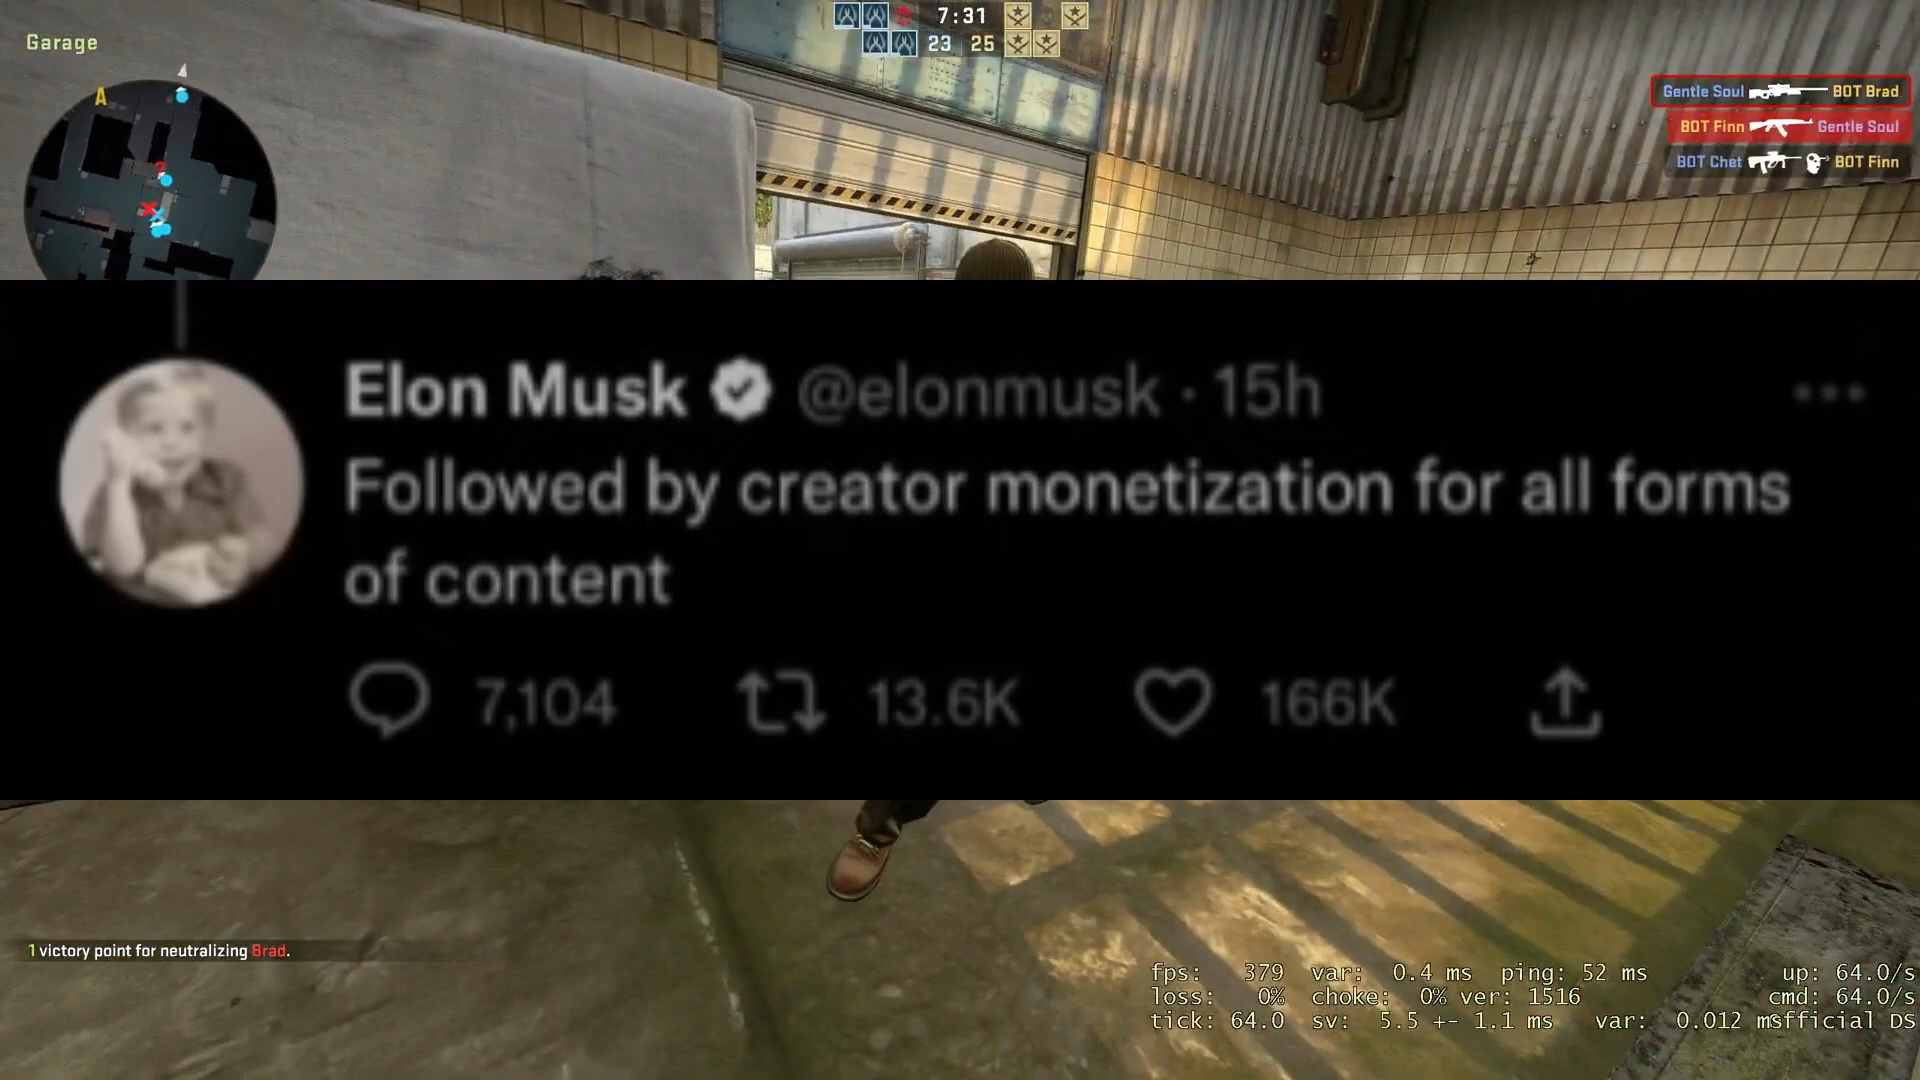 7:31
23 25
Garage
A
Gentle Soul BOT Brad
BOT Finn Gentle Soul
BOT Chet BOT Finn
Elon Musk @elonmusk · 15h
Followed by creator monetization for all forms
of content
7,104 13.6K 166K
1 victory point for neutralizing Brad.
fps: 379 var: 0.4 ms ping: 52 ms up: 64.0/s
loss: 0% choke: 0% ver: 1516 cmd: 64.0/s
tick: 64.0 sv: 5.5 +- 1.1 ms var: 0.012 msfficial DS